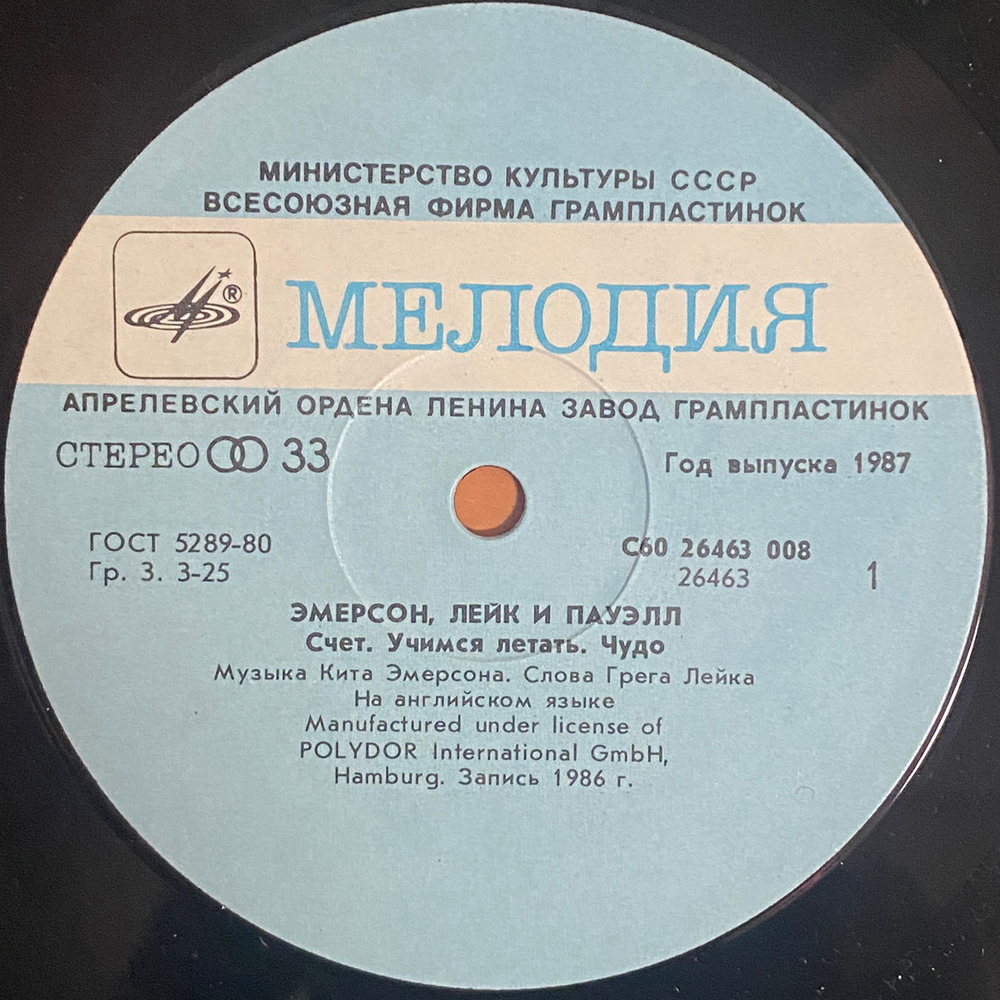 МИНИСТЕРСТВО КУЛЬТУРЫ СССР
ВСЕСОЮЗНАЯ ФИРМА ГРАМПЛАСТИНОК
®
МЕЛОДИЯ
АПРЕЛЕВСКИЙ ОРДЕНА ЛЕНИНА ЗАВОД ГРАМПЛАСТИНОК
СТЕРЕО 33
Год выпуска 1987
ГОСТ 5289-80
Гр. 3. 3-25
С60 26463 008
26463
1
ЭМЕРСОН, ЛЕЙК И ПАУЭЛЛ
Счет. Учимся летать. Чудо
Музыка Кита Эмерсона. Слова Грега Лейка
На английском языке
Manufactured under license of
POLYDOR International GmbH,
Hamburg. Запись 1986 г.